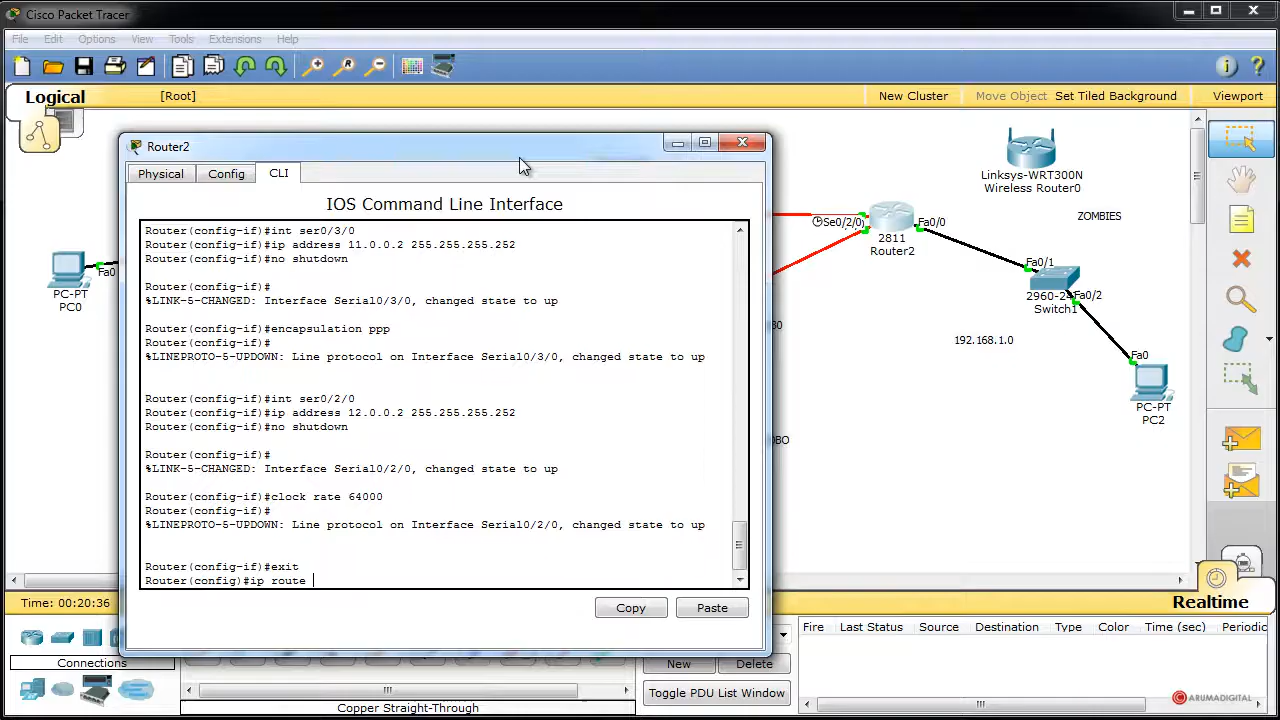 Cisco Packet Tracer
File Edit Options View Tools Extensions Help
Logical [Root] New Cluster Move Object Set Tiled Background Viewport
Router2
Physical Config CLI
IOS Command Line Interface
Router(config-if)#int ser0/3/0
Router(config-if)#ip address 11.0.0.2 255.255.255.252
Router(config-if)#no shutdown
Router(config-if)#
%LINK-5-CHANGED: Interface Serial0/3/0, changed state to up
Router(config-if)#encapsulation ppp
Router(config-if)#
%LINEPROTO-5-UPDOWN: Line protocol on Interface Serial0/3/0, changed state to up
Router(config-if)#int ser0/2/0
Router(config-if)#ip address 12.0.0.2 255.255.255.252
Router(config-if)#no shutdown
Router(config-if)#
%LINK-5-CHANGED: Interface Serial0/2/0, changed state to up
Router(config-if)#clock rate 64000
Router(config-if)#
%LINEPROTO-5-UPDOWN: Line protocol on Interface Serial0/2/0, changed state to up
Router(config-if)#exit
Router(config)#ip route
Copy Paste
Fa0
PC-PT
PC0
Se0/2/0
Fa0/0
2811
Router2
Linksys-WRT300N
Wireless Router0
ZOMBIES
Fa0/1
Fa0/2
Switch1
192.168.1.0
Fa0
PC-PT
PC2
Time: 00:20:36
Realtime
Connections
Copper Straight-Through
New Delete
Toggle PDU List Window
Fire Last Status Source Destination Type Color Time (sec) Periodic
ARUMADIGITAL